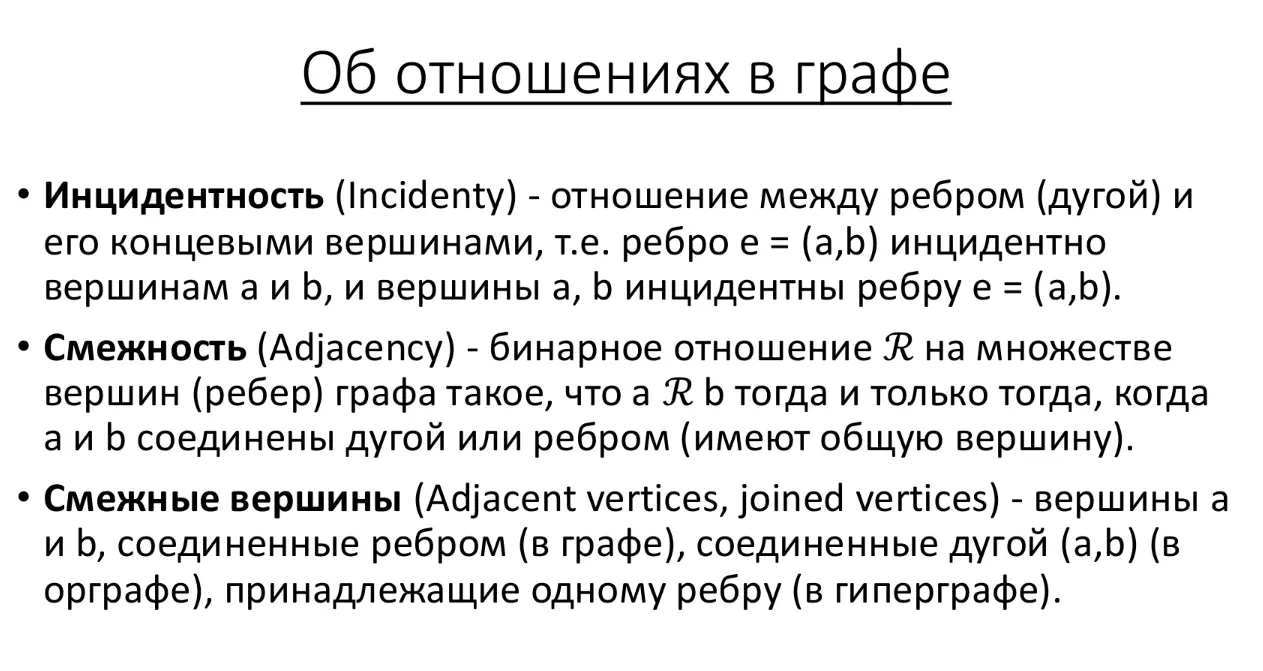 Об отношениях в графе
• Инцидентность (Incidenty) - отношение между ребром (дугой) и
его концевыми вершинами, т.е. ребро e = (a,b) инцидентно
вершинам a и b, и вершины a, b инцидентны ребру e = (a,b).
• Смежность (Adjacency) - бинарное отношение ℛ на множестве
вершин (ребер) графа такое, что a ℛ b тогда и только тогда, когда
a и b соединены дугой или ребром (имеют общую вершину).
• Смежные вершины (Adjacent vertices, joined vertices) - вершины a
и b, соединенные ребром (в графе), соединенные дугой (a,b) (в
орграфе), принадлежащие одному ребру (в гиперграфе).